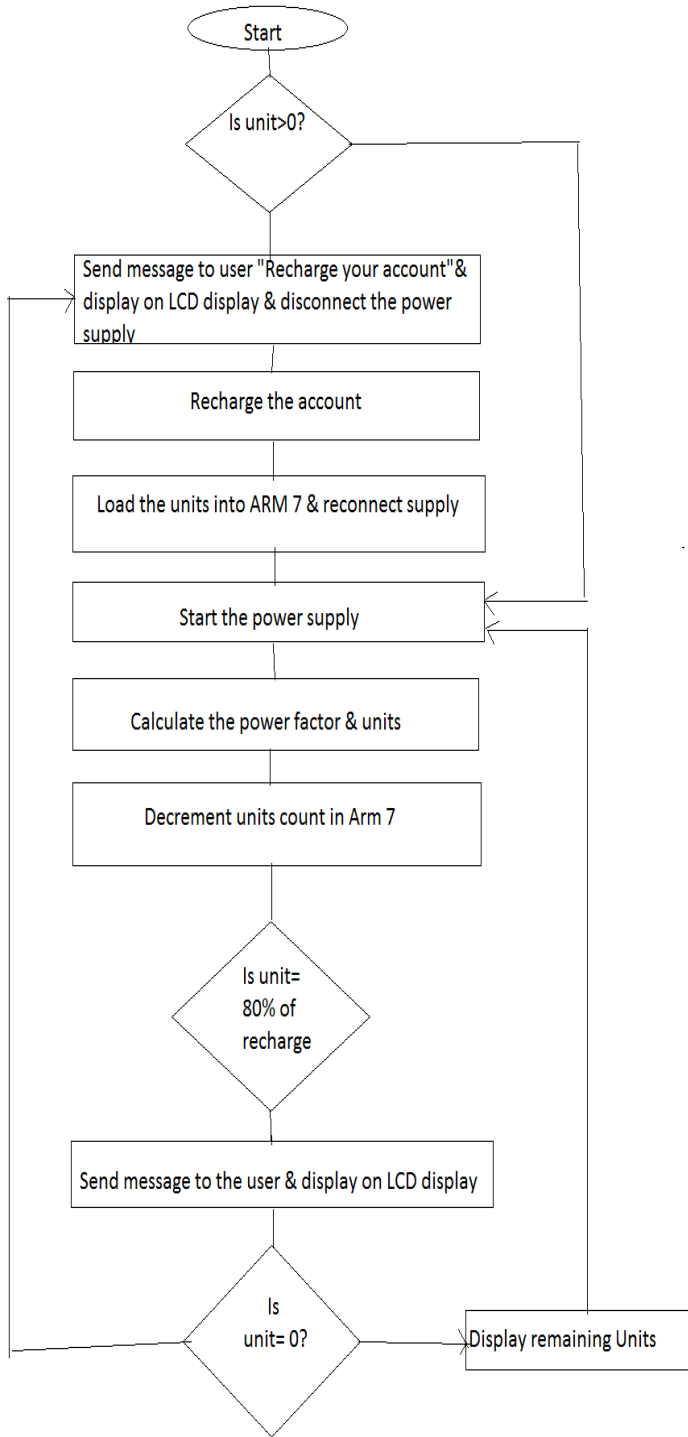 Start
Is unit>0?
Send message to user "Recharge your account"&
display on LCD display & disconnect the power
supply
Recharge the account
Load the units into ARM 7 & reconnect supply
Start the power supply
Calculate the power factor & units
Decrement units count in Arm 7
Is unit=
80% of
recharge
Send message to the user & display on LCD display
Is
unit= 0?
Display remaining Units